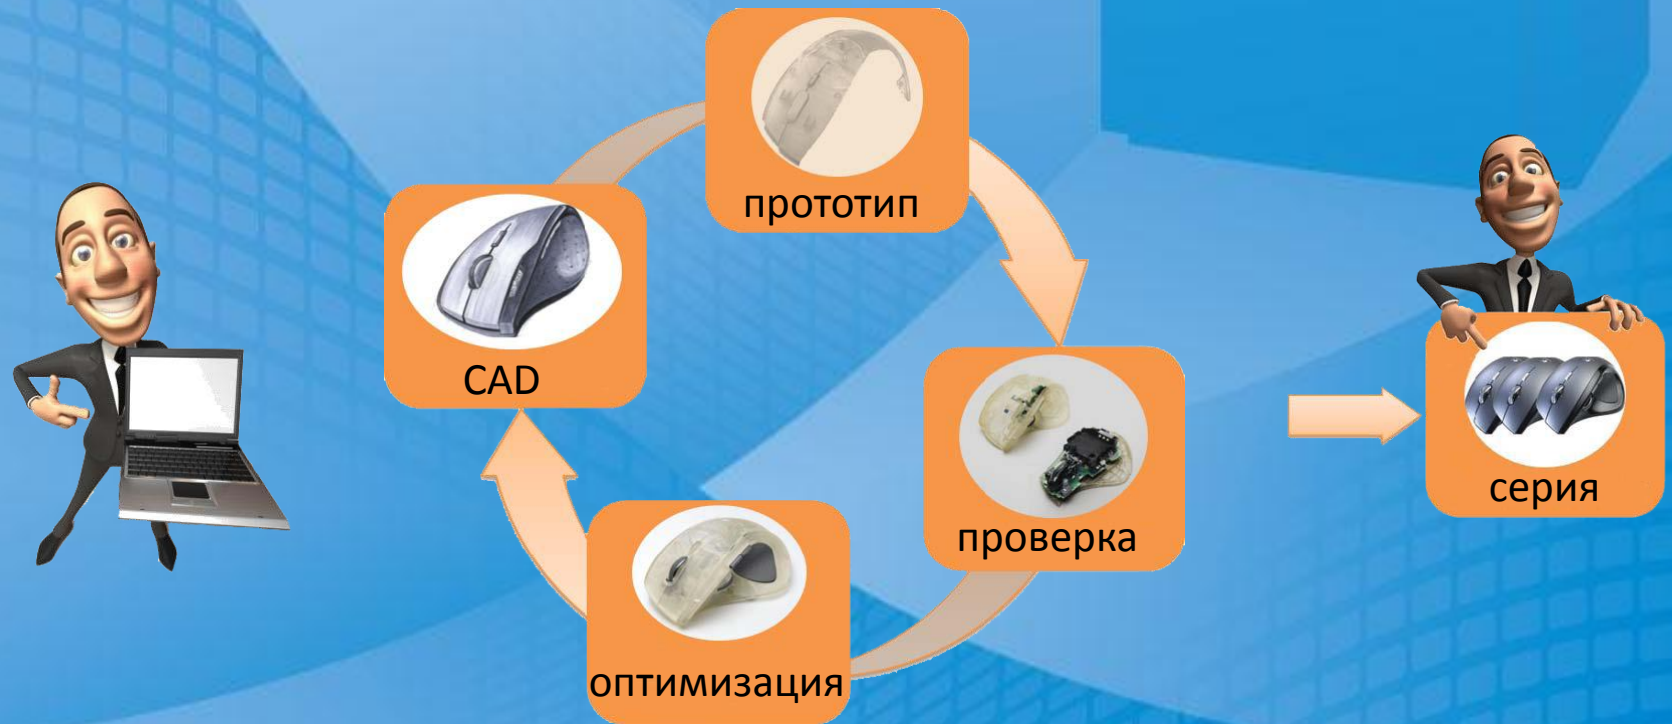 прототип
CAD
проверка
серия
оптимизация